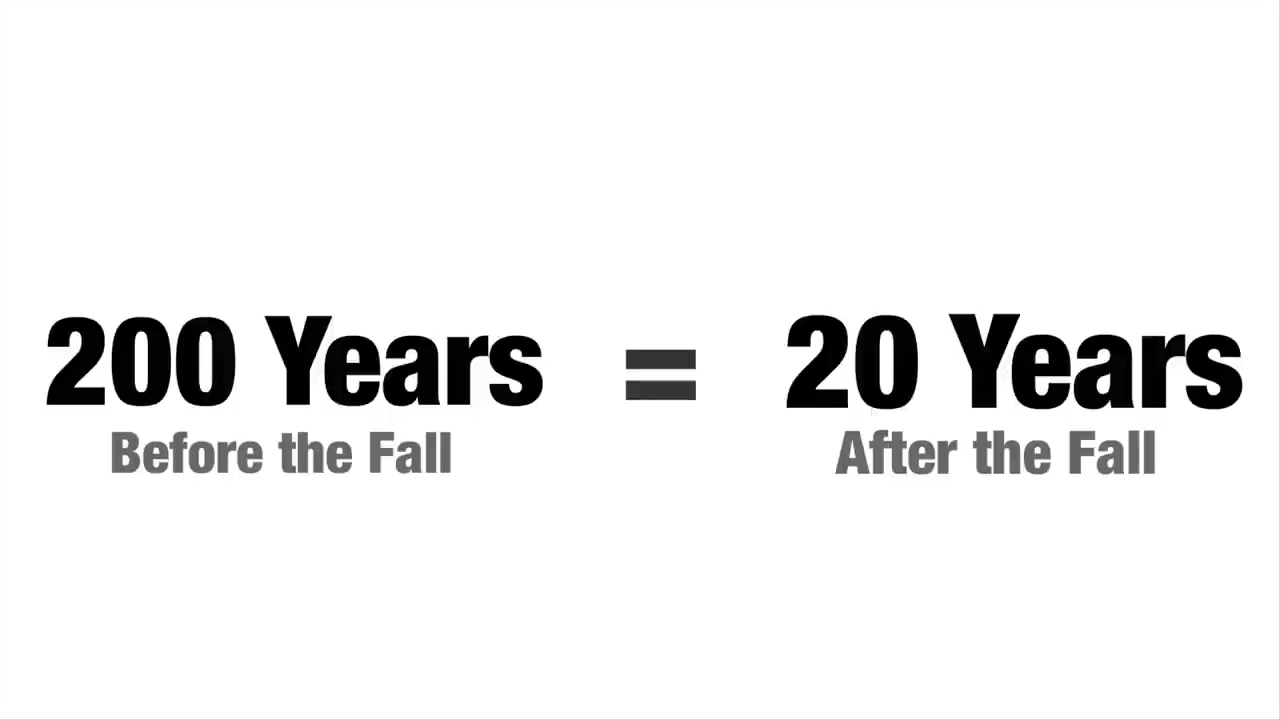 200 Years = 20 Years
Before the Fall After the Fall